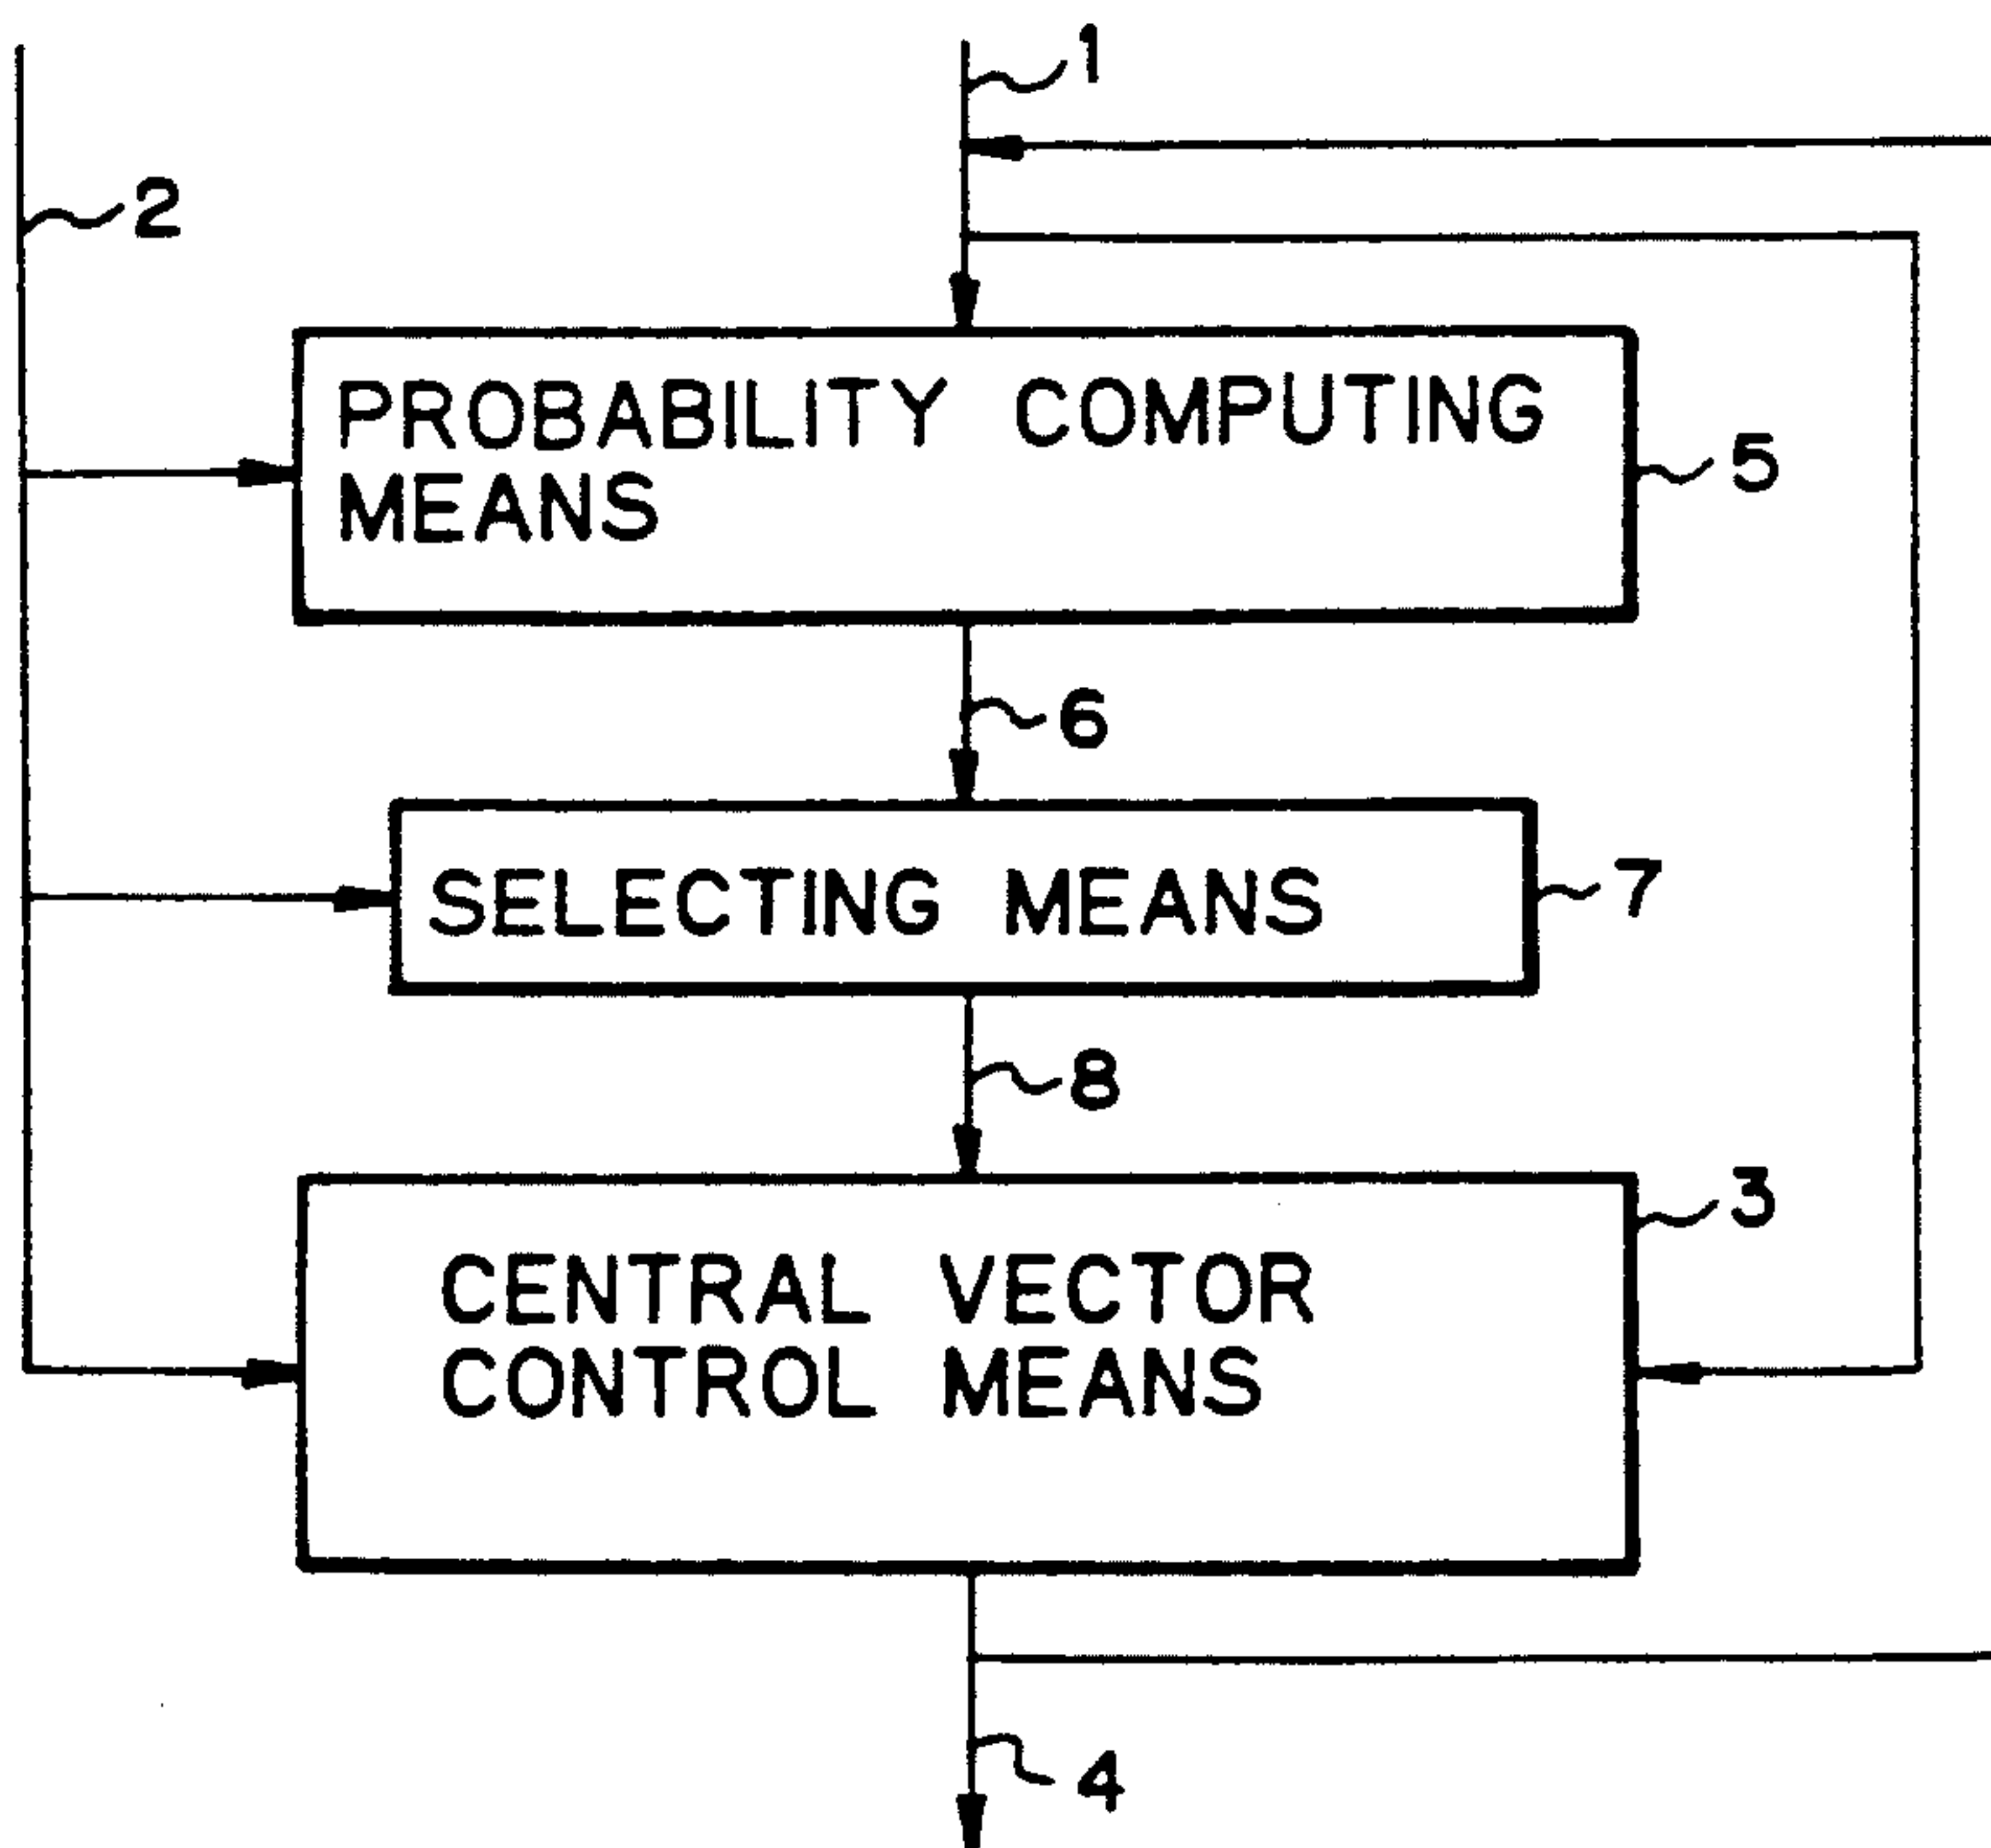 1
2
PROBABILITY COMPUTING
MEANS
5
6
SELECTING MEANS
7
8
3
CENTRAL VECTOR
CONTROL MEANS
4